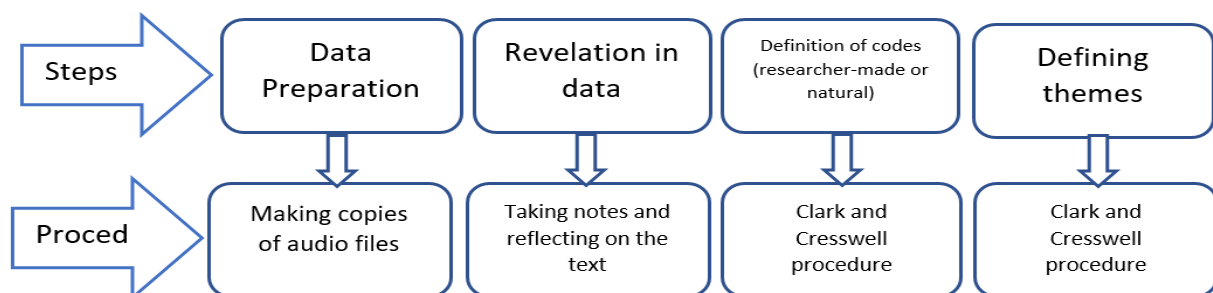 Steps
Data
Preparation
Revelation in
data
Definition of codes
(researcher-made or
natural)
Defining
themes
Proced
Making copies
of audio files
Taking notes and
reflecting on the
text
Clark and
Cresswell
procedure
Clark and
Cresswell
procedure